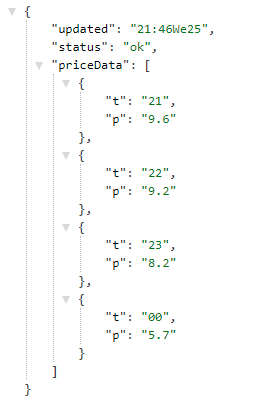 {
"updated": "21:46We25",
"status": "ok",
"priceData": [
{
"t": "21",
"p": "9.6"
},
{
"t": "22",
"p": "9.2"
},
{
"t": "23",
"p": "8.2"
},
{
"t": "00",
"p": "5.7"
}
]
}